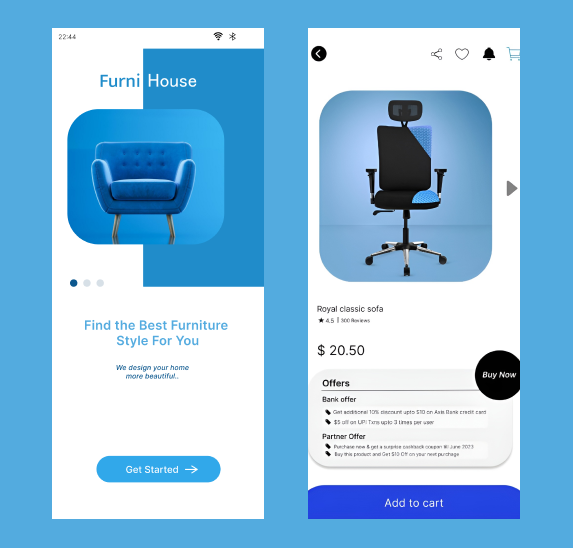 22:44
Furni House
Find the Best Furniture
Style For You
We design your home
more beautiful..
Get Started
Royal classic sofa
4.5 | 300 Reviews
$ 20.50
Buy Now
Offers
Bank offer
Get additional 10% discount upto $10 on Axis Bank credit card
$5 off on UPI Txns upto 3 times per user
Partner Offer
Purchase now & get a surprise cashback coupon till June 2023
Buy this product and Get $10 Off on your next purchage
Add to cart